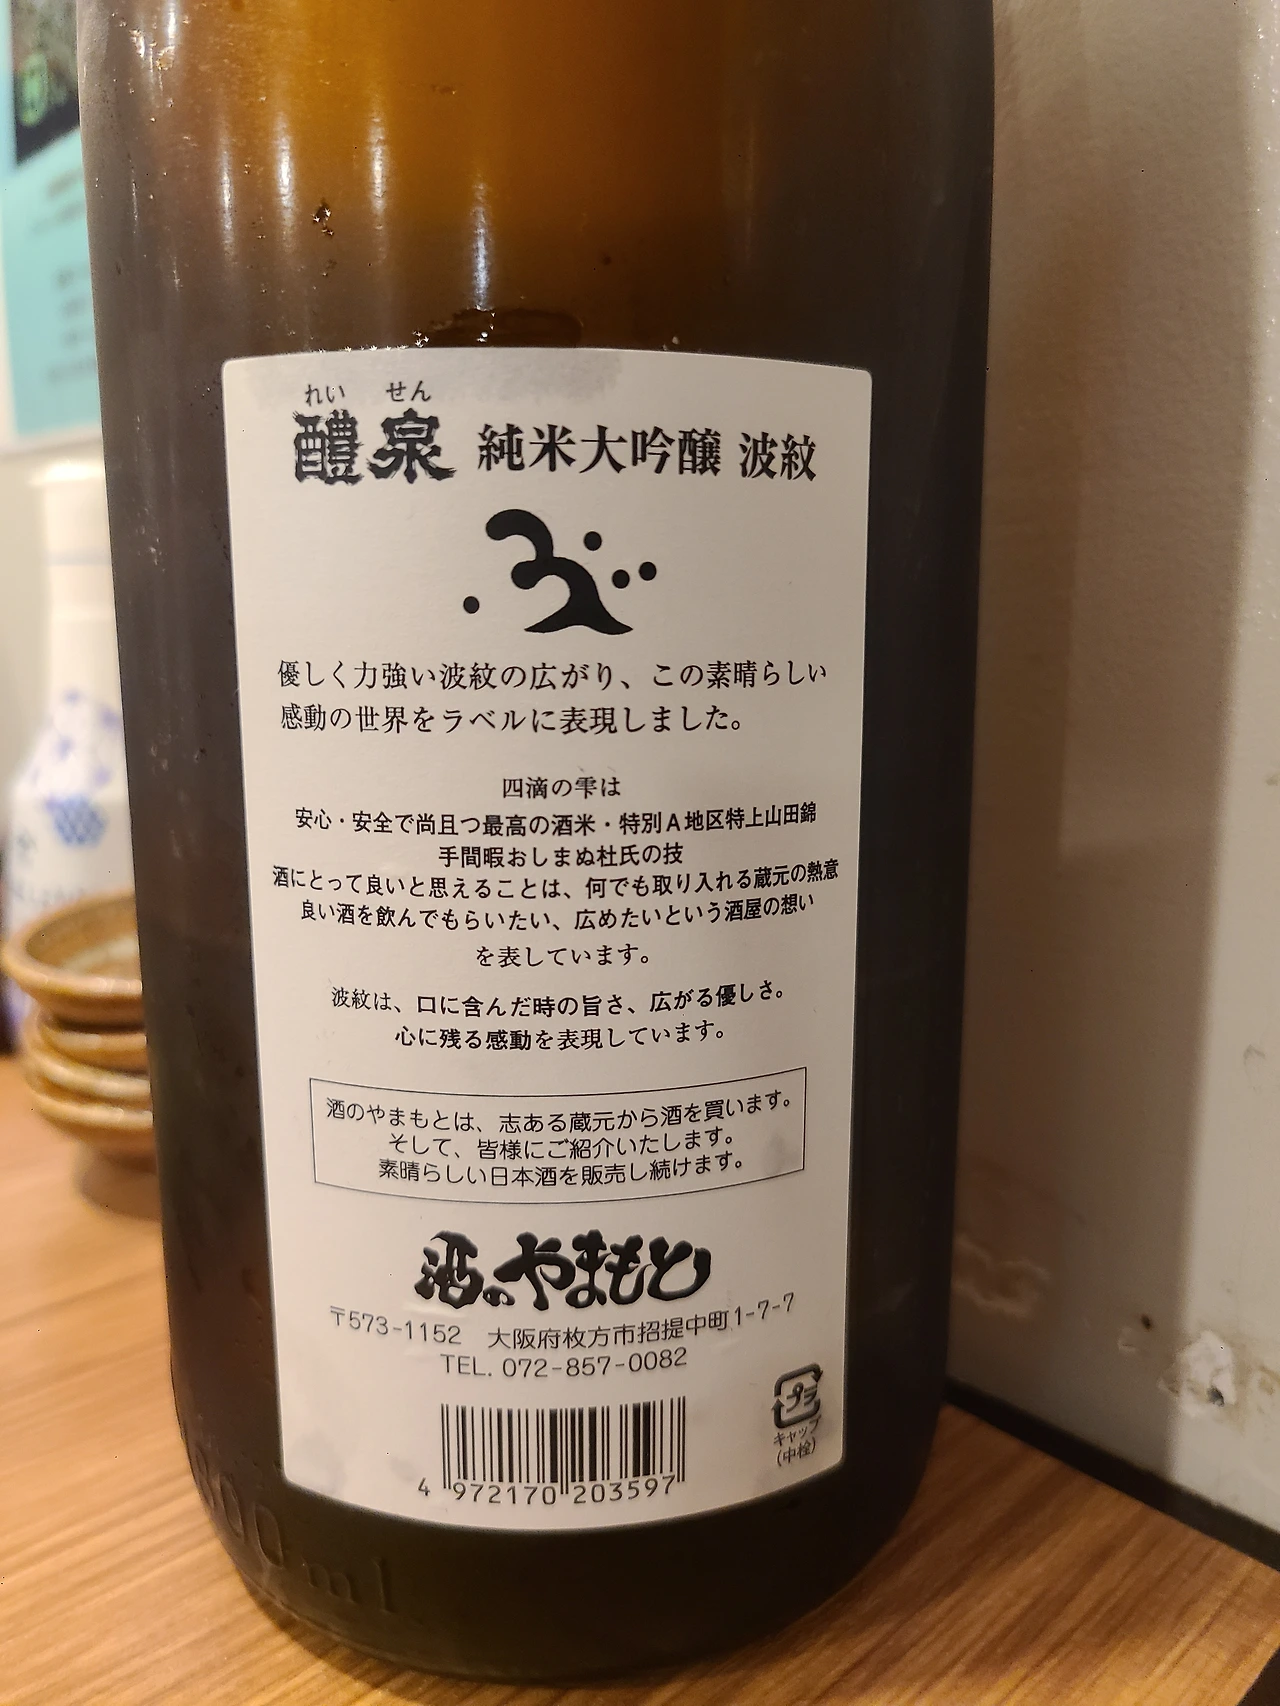 れい せん
醴泉 純米大吟醸 波紋
優しく力強い波紋の広がり、この素晴らしい
感動の世界をラベルに表現しました。
四滴の雫は
安心・安全で尚且つ最高の酒米・特別A地区特上山田錦
手間暇おしまぬ杜氏の技
酒にとって良いと思えることは、何でも取り入れる蔵元の熱意
良い酒を飲んでもらいたい、広めたいという酒屋の想い
を表しています。
波紋は、口に含んだ時の旨さ、広がる優しさ。
心に残る感動を表現しています。
酒のやまもとは、志ある蔵元から酒を買います。
そして、皆様にご紹介いたします。
素晴らしい日本酒を販売し続けます。
酒のやまもと
〒573-1152 大阪府枚方市招提中町1-7-7
TEL. 072-857-0082
プラ
キャップ
(中栓)
4 972170 203597
800ml